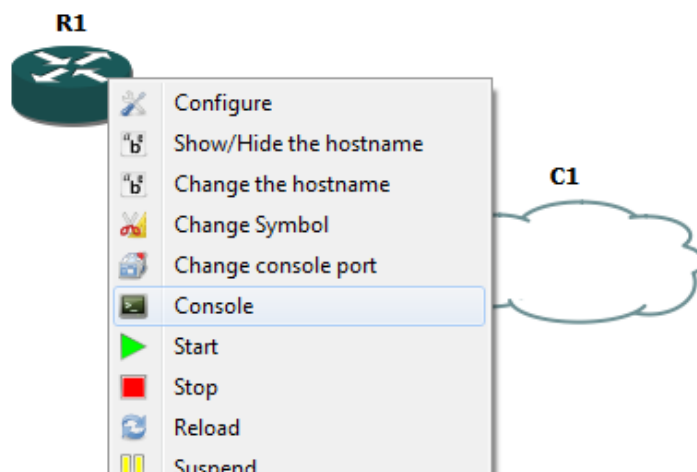 R1
Configure
Show/Hide the hostname
Change the hostname
C1
Change Symbol
Change console port
Console
Start
Stop
Reload
Suspend